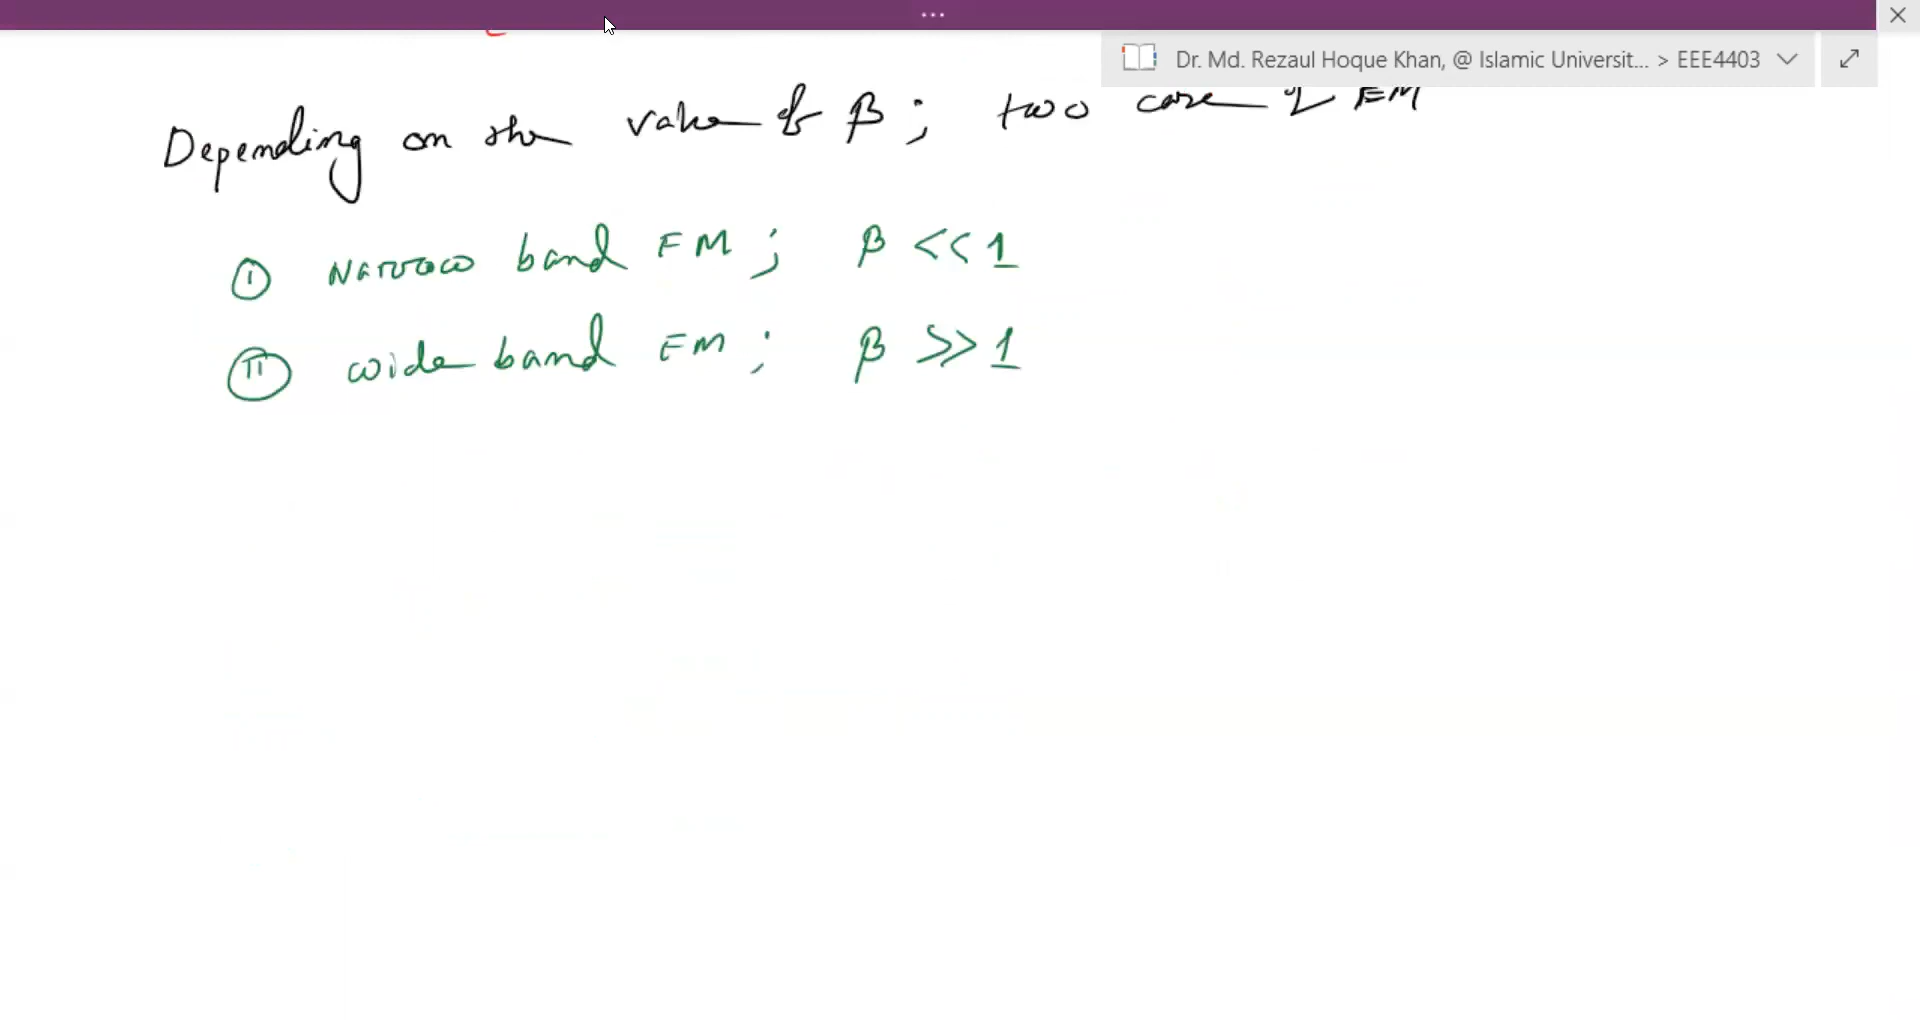 ...
Dr. Md. Rezaul Hoque Khan, @ Islamic Universit... > EEE4403
Depending on the value of β ; two case of FM
① Narrow band FM ; β << 1
② wide band FM ; β >> 1